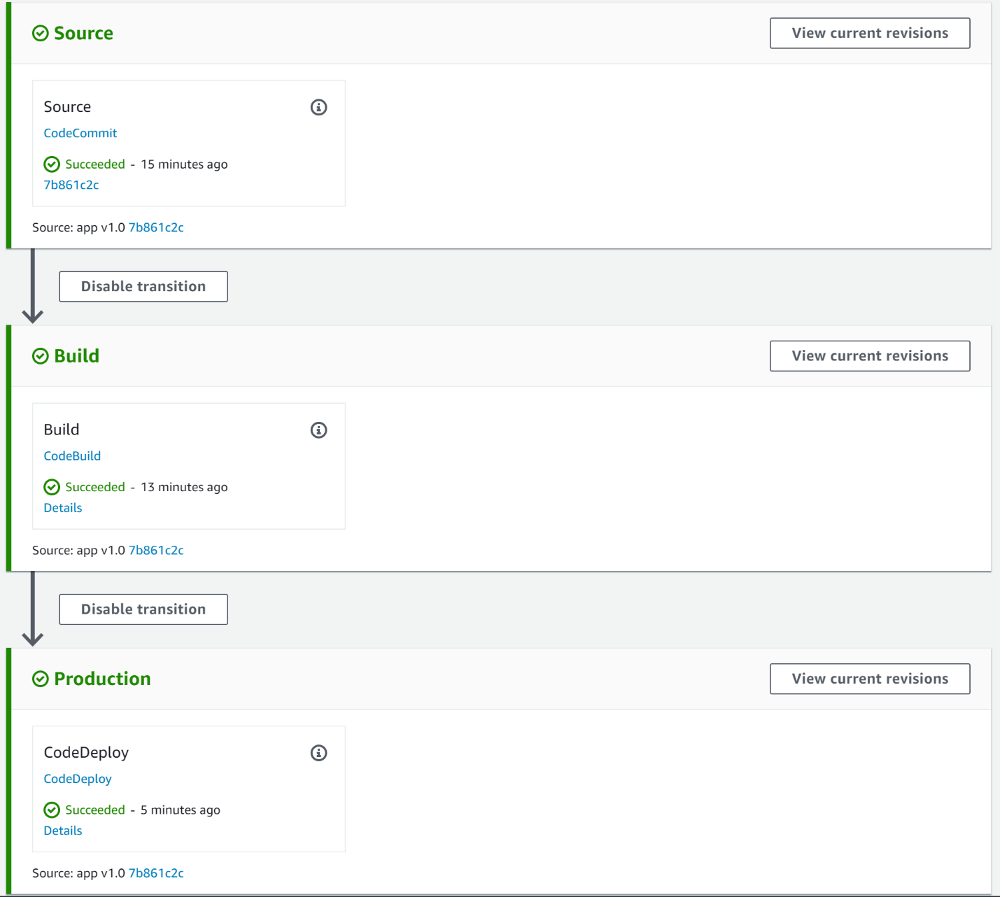 Source
View current revisions
Source
CodeCommit
Succeeded - 15 minutes ago
7b861c2c
Source: app v1.0 7b861c2c
Disable transition
Build
View current revisions
Build
CodeBuild
Succeeded - 13 minutes ago
Details
Source: app v1.0 7b861c2c
Disable transition
Production
View current revisions
CodeDeploy
CodeDeploy
Succeeded - 5 minutes ago
Details
Source: app v1.0 7b861c2c